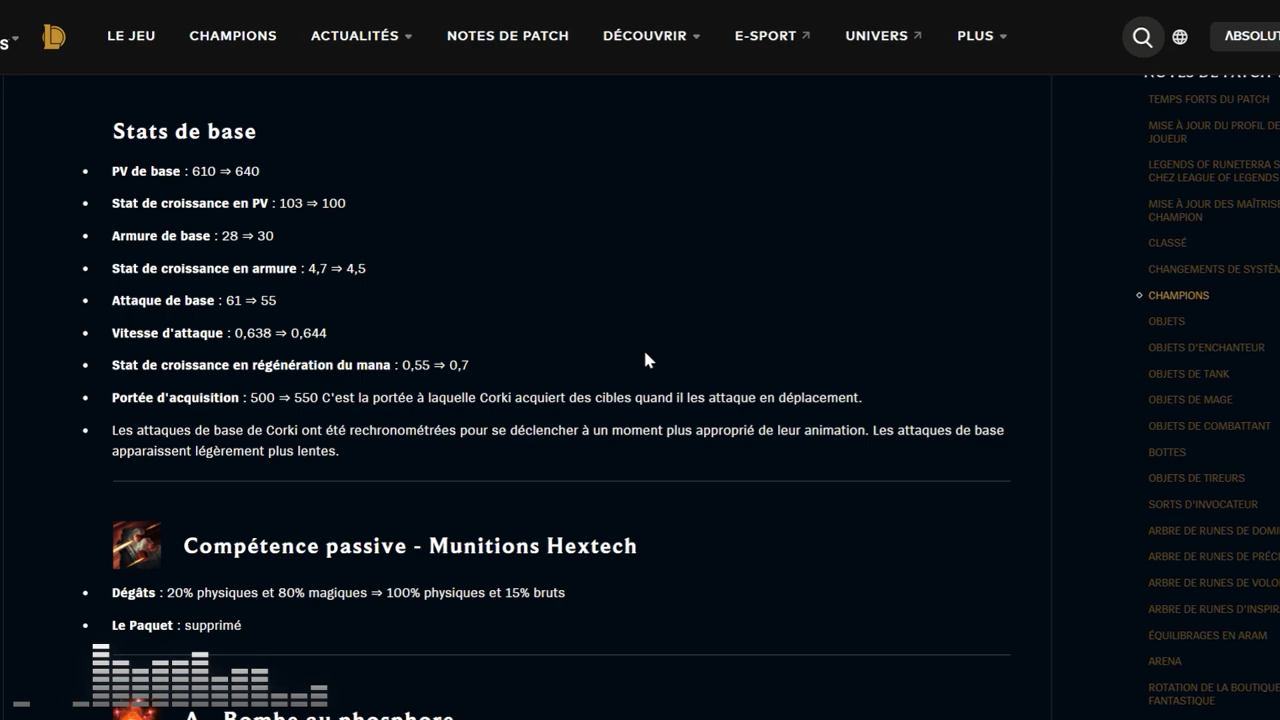 LE JEU
CHAMPIONS
ACTUALITÉS
NOTES DE PATCH
DÉCOUVRIR
E-SPORT
UNIVERS
PLUS
Stats de base
PV de base : 610 ⇒ 640
Stat de croissance en PV : 103 ⇒ 100
Armure de base : 28 ⇒ 30
Stat de croissance en armure : 4,7 ⇒ 4,5
Attaque de base : 61 ⇒ 55
Vitesse d'attaque : 0,638 ⇒ 0,644
Stat de croissance en régénération du mana : 0,55 ⇒ 0,7
Portée d'acquisition : 500 ⇒ 550 C'est la portée à laquelle Corki acquiert des cibles quand il les attaque en déplacement.
Les attaques de base de Corki ont été rechronométrées pour se déclencher à un moment plus approprié de leur animation. Les attaques de base
apparaissent légèrement plus lentes.
Compétence passive - Munitions Hextech
Dégâts : 20% physiques et 80% magiques ⇒ 100% physiques et 15% bruts
Le Paquet : supprimé
A - Bombe au phosphore
NOTES DE PATCH
TEMPS FORTS DU PATCH
MISE À JOUR DU PROFIL DE
JOUEUR
LEGENDS OF RUNETERRA S
CHEZ LEAGUE OF LEGENDS
MISE À JOUR DES MAÎTRISE
CHAMPION
CLASSÉ
CHANGEMENTS DE SYSTÈ
CHAMPIONS
OBJETS
OBJETS D'ENCHANTEUR
OBJETS DE TANK
OBJETS DE MAGE
OBJETS DE COMBATTANT
BOTTES
OBJETS DE TIREURS
SORTS D'INVOCATEUR
ARBRE DE RUNES DE DOMI
ARBRE DE RUNES DE PRÉC
ARBRE DE RUNES DE VOLO
ARBRE DE RUNES D'INSPIR
ÉQUILIBRAGES EN ARAM
ARENA
ROTATION DE LA BOUTIQUE
FANTASTIQUE